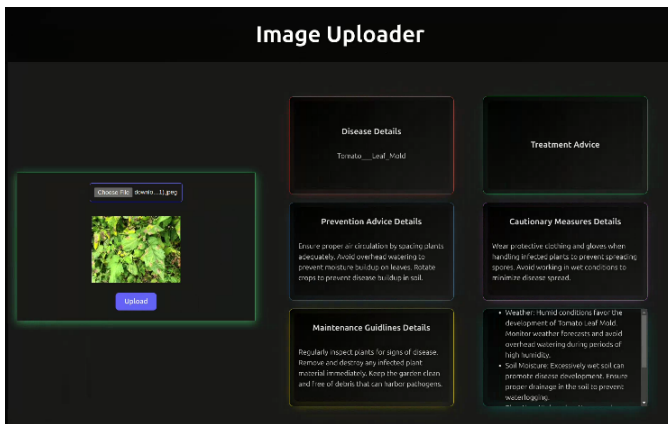 Image Uploader
Choose File downlo...1).jpeg
Upload
Disease Details
Tomato___Leaf_Mold
Treatment Advice
Prevention Advice Details
Ensure proper air circulation by spacing plants
adequately. Avoid overhead watering to
prevent moisture buildup on leaves. Rotate
crops to prevent disease buildup in soil.
Cautionary Measures Details
Wear protective clothing and gloves when
handling infected plants to prevent spreading
spores. Avoid working in wet conditions to
minimize disease spread.
Maintenance Guidlines Details
Regularly inspect plants for signs of disease.
Remove and destroy any infected plant
material immediately. Keep the garden clean
and free of debris that can harbor pathogens.
• Weather: Humid conditions favor the
development of Tomato Leaf Mold.
Monitor weather forecasts and avoid
overhead watering during periods of
high humidity.
• Soil Moisture: Excessively wet soil can
promote disease development. Ensure
proper drainage in the soil to prevent
waterlogging.